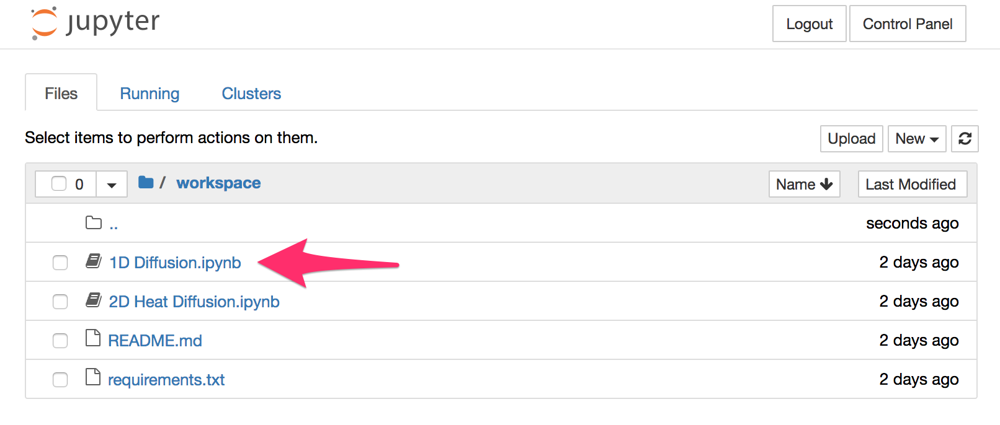 jupyter
Logout
Control Panel
Files
Running
Clusters
Select items to perform actions on them.
Upload
New
0
/ workspace
Name
Last Modified
..
seconds ago
1D Diffusion.ipynb
2 days ago
2D Heat Diffusion.ipynb
2 days ago
README.md
2 days ago
requirements.txt
2 days ago